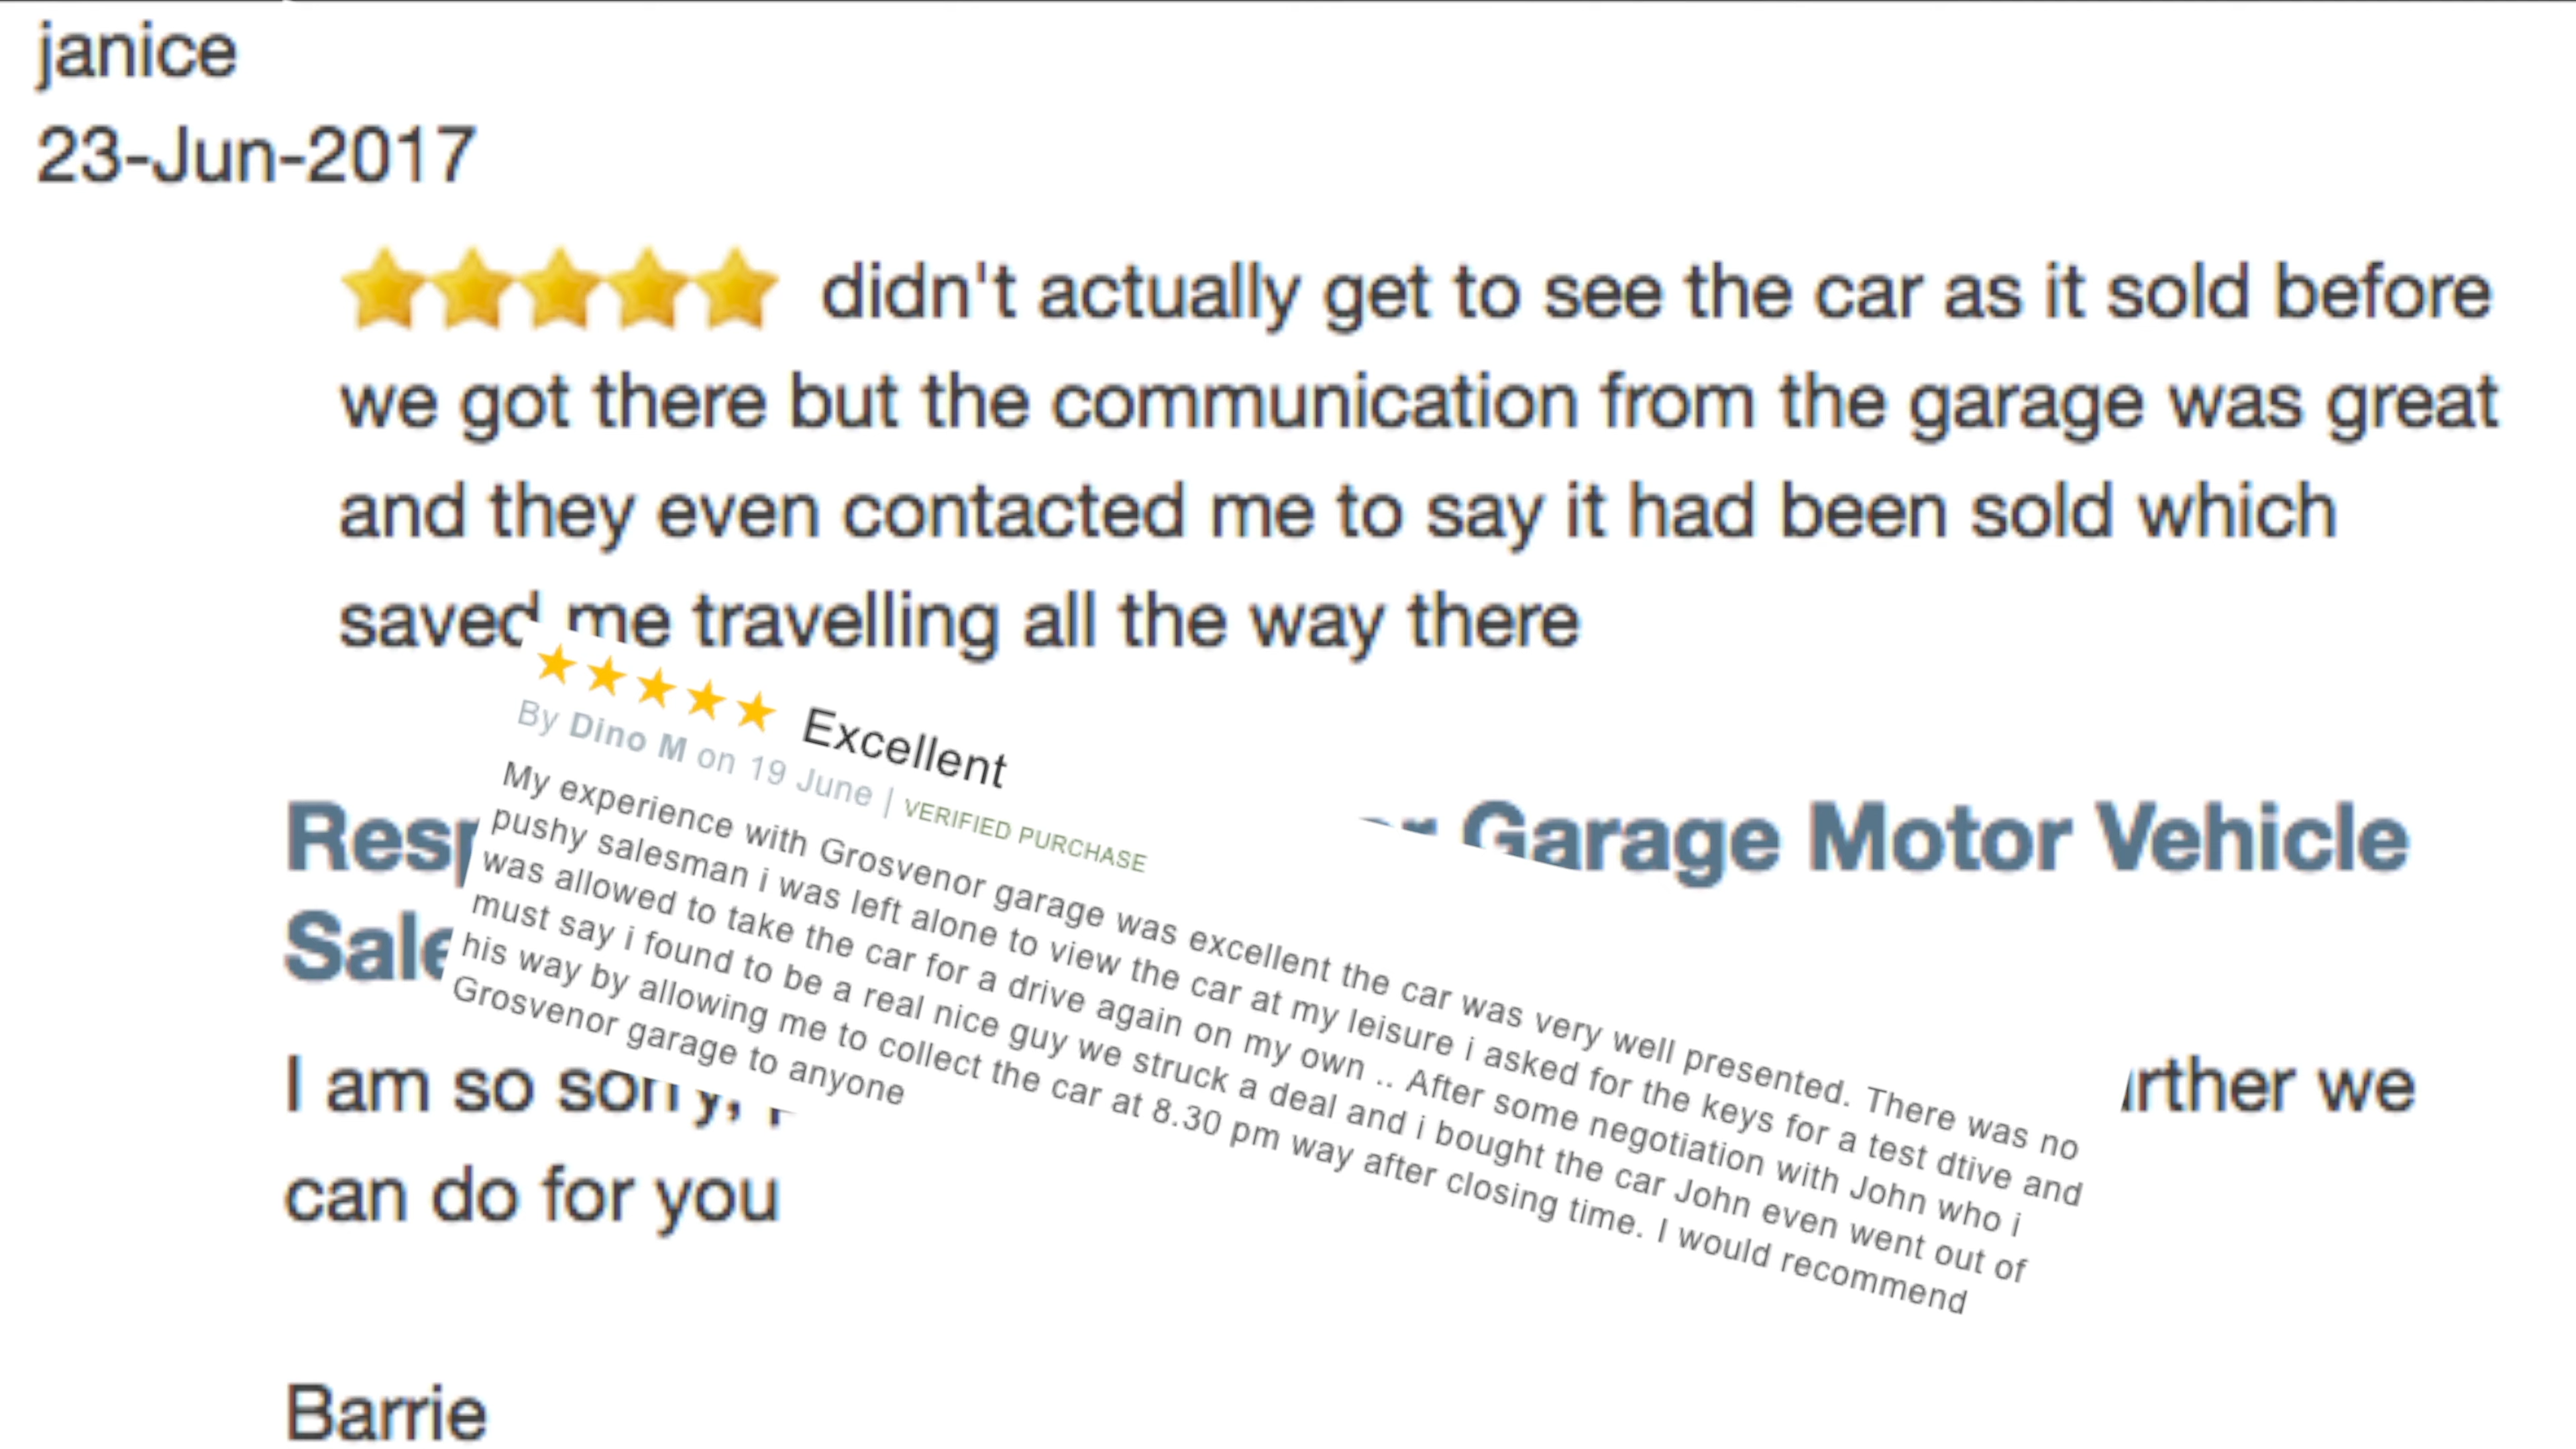 janice
23-Jun-2017
didn't actually get to see the car as it sold before
we got there but the communication from the garage was great
and they even contacted me to say it had been sold which
saved me travelling all the way there
Excellent
By Dino M on 19 June | VERIFIED PURCHASE
My experience with Grosvenor garage was excellent the car was very well presented. There was no
pushy salesman i was left alone to view the car at my leisure i asked for the keys for a test dtive and
was allowed to take the car for a drive again on my own .. After some negotiation with John who i
must say i found to be a real nice guy we struck a deal and i bought the car John even went out of
his way by allowing me to collect the car at 8.30 pm way after closing time. I would recommend
Grosvenor garage to anyone
Garage Motor Vehicle
I am so sorry, we
can do for you
Barrie